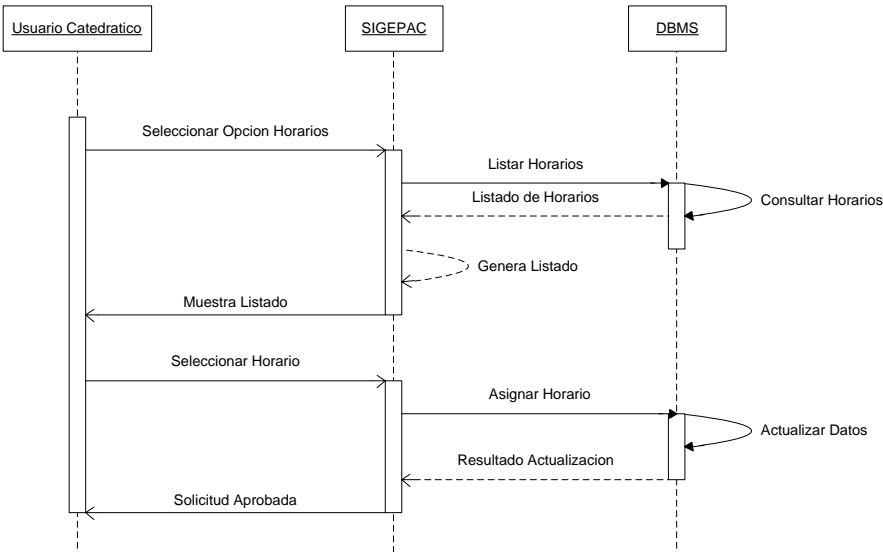 Usuario Catedratico
SIGEPAC
DBMS
Seleccionar Opcion Horarios
Listar Horarios
Listado de Horarios
Consultar Horarios
Genera Listado
Muestra Listado
Seleccionar Horario
Asignar Horario
Actualizar Datos
Resultado Actualizacion
Solicitud Aprobada